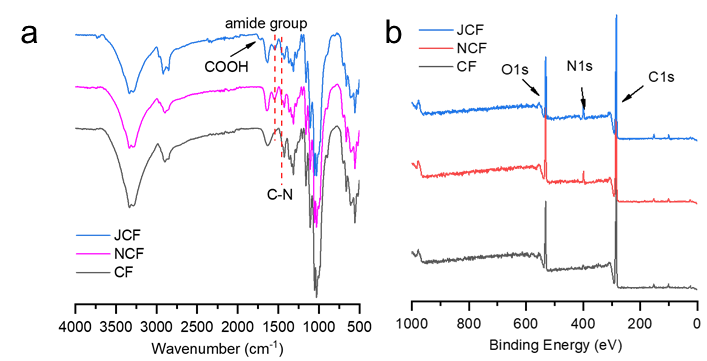 a
amide group
COOH
C-N
JCF
NCF
CF
4000 3500 3000 2500 2000 1500 1000 500
Wavenumber (cm⁻¹)
b
JCF
NCF
CF
O1s
N1s
C1s
1000 800 600 400 200 0
Binding Energy (eV)